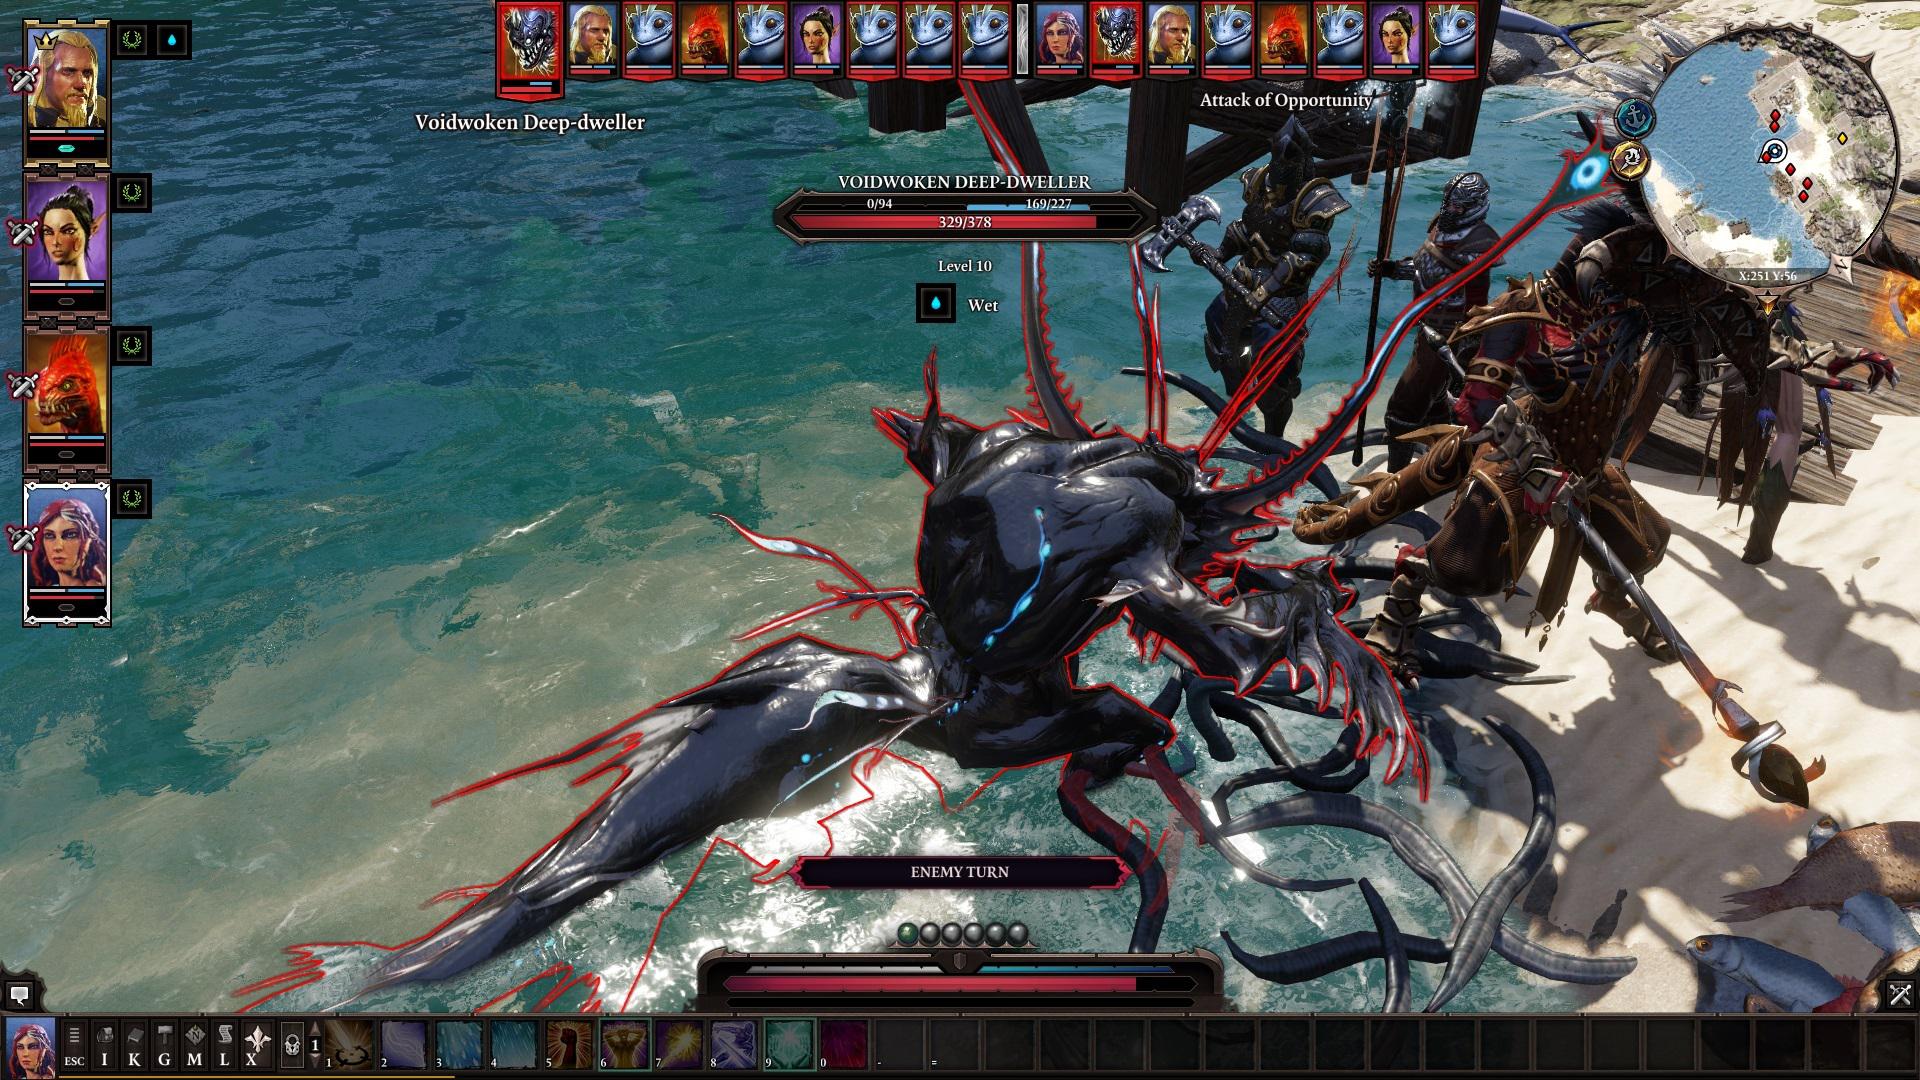 Voidwoken Deep-dweller
Attack of Opportunity
VOIDWOKEN DEEP-DWELLER
0/94 169/227
329/378
Level 10
Wet
X:251 Y:56
ENEMY TURN
ESC I K G M L X 1 1 2 3 4 5 6 7 8 9 0 - =